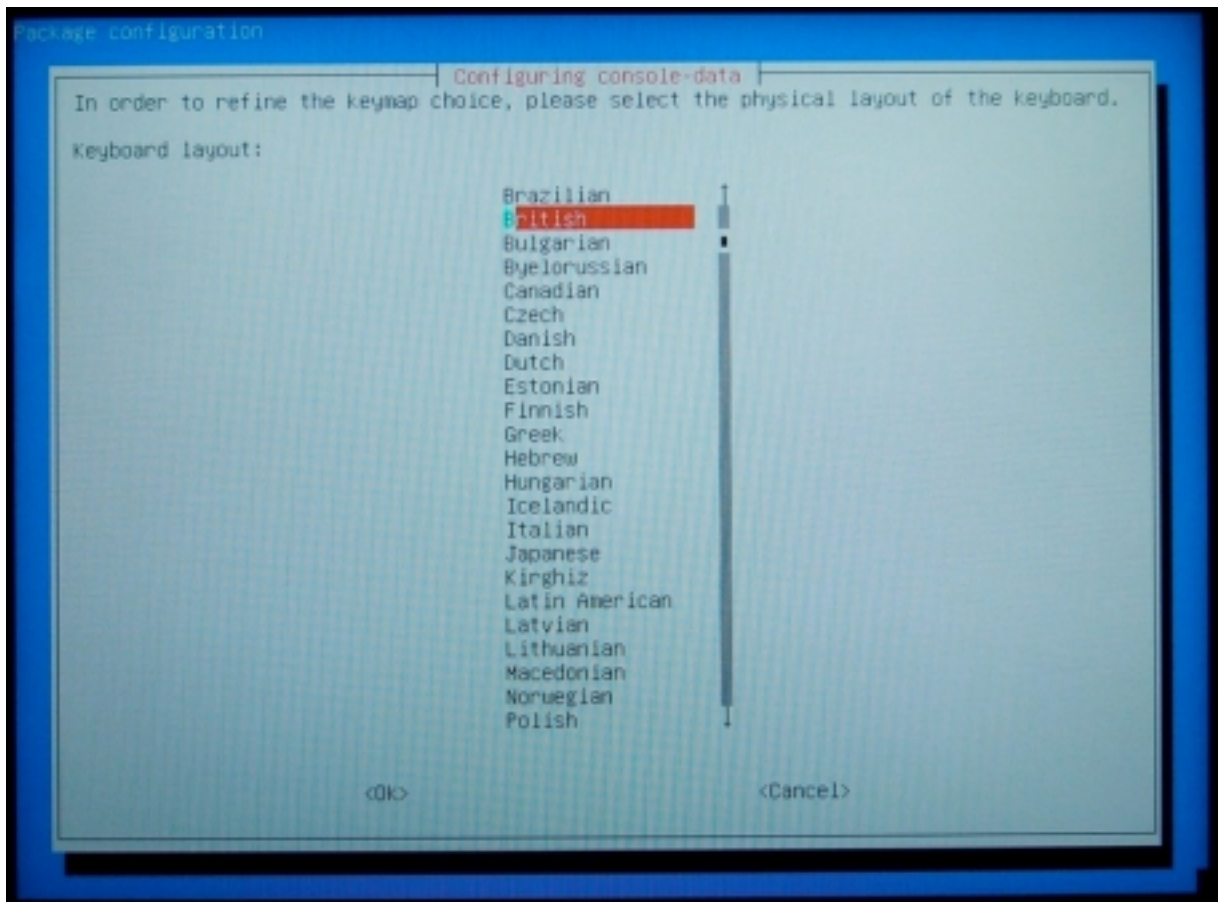 Package configuration
Configuring console-data
In order to refine the keymap choice, please select the physical layout of the keyboard.
Keyboard layout:
Brazilian
British
Bulgarian
Byelorussian
Canadian
Czech
Danish
Dutch
Estonian
Finnish
Greek
Hebrew
Hungarian
Icelandic
Italian
Japanese
Kirghiz
Latin American
Latvian
Lithuanian
Macedonian
Norwegian
Polish
<Ok> <Cancel>